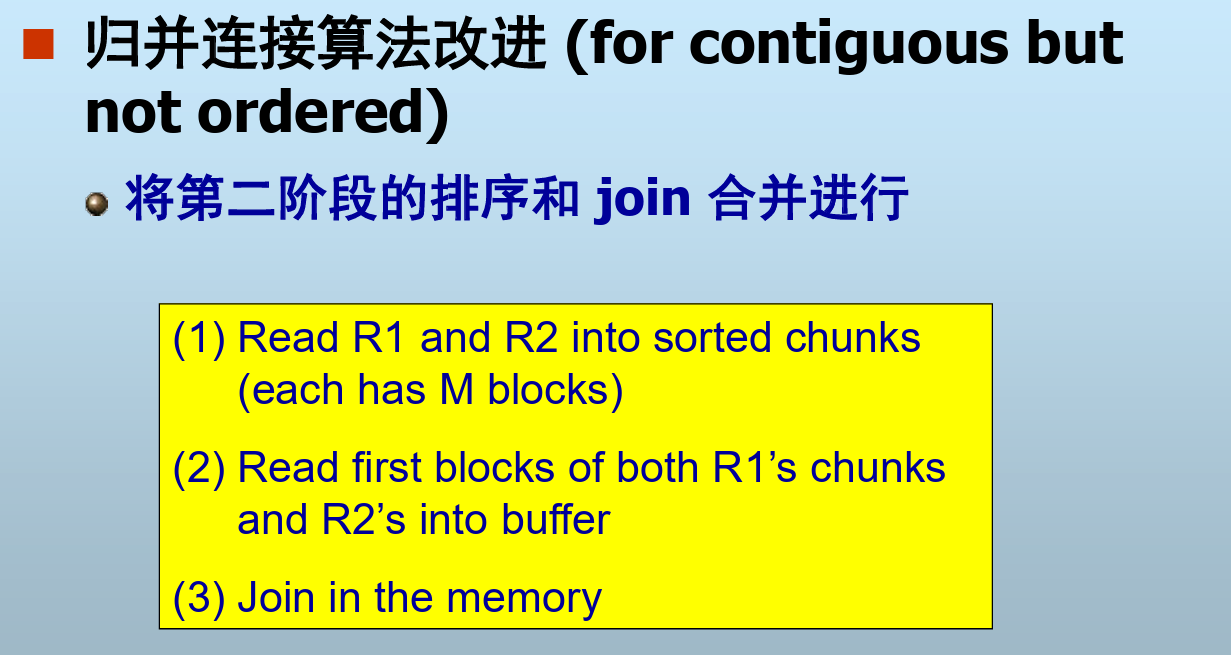 归并连接算法改进 (for contiguous but
not ordered)
将第二阶段的排序和 join 合并进行
(1) Read R1 and R2 into sorted chunks
(each has M blocks)
(2) Read first blocks of both R1’s chunks
and R2’s into buffer
(3) Join in the memory